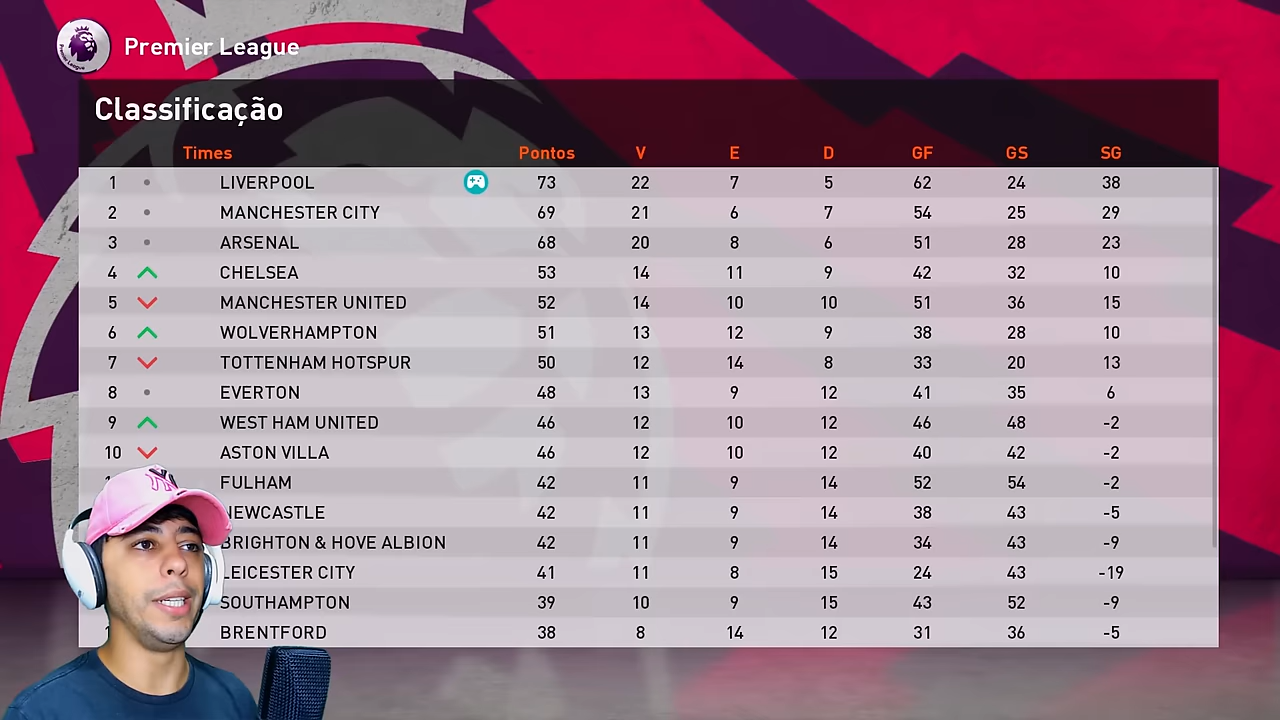 Premier League
Classificação
Times Pontos V E D GF GS SG
1 LIVERPOOL 73 22 7 5 62 24 38
2 MANCHESTER CITY 69 21 6 7 54 25 29
3 ARSENAL 68 20 8 6 51 28 23
4 CHELSEA 53 14 11 9 42 32 10
5 MANCHESTER UNITED 52 14 10 10 51 36 15
6 WOLVERHAMPTON 51 13 12 9 38 28 10
7 TOTTENHAM HOTSPUR 50 12 14 8 33 20 13
8 EVERTON 48 13 9 12 41 35 6
9 WEST HAM UNITED 46 12 10 12 46 48 -2
10 ASTON VILLA 46 12 10 12 40 42 -2
FULHAM 42 11 9 14 52 54 -2
NEWCASTLE 42 11 9 14 38 43 -5
BRIGHTON & HOVE ALBION 42 11 9 14 34 43 -9
LEICESTER CITY 41 11 8 15 24 43 -19
SOUTHAMPTON 39 10 9 15 43 52 -9
BRENTFORD 38 8 14 12 31 36 -5